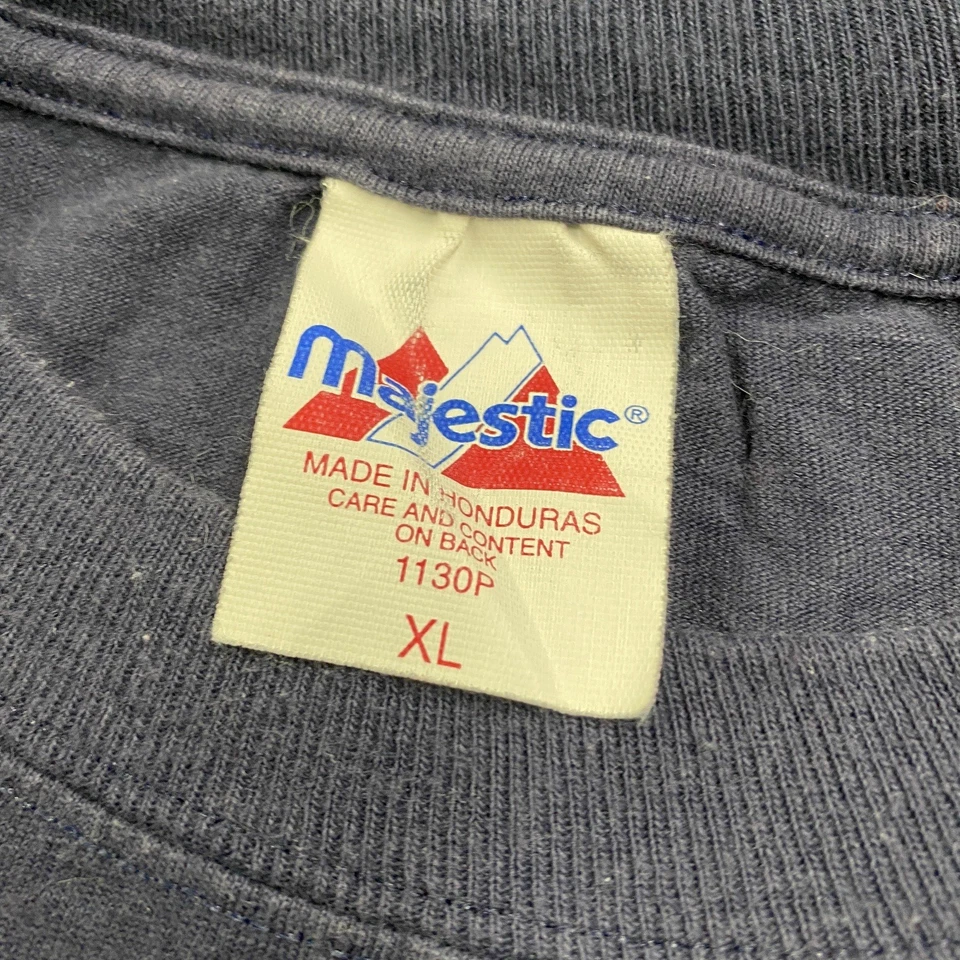 majestic®
MADE IN HONDURAS
CARE AND CONTENT
ON BACK
1130P
XL